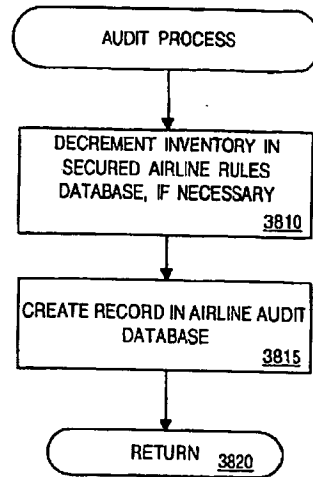 AUDIT PROCESS
DECREMENT INVENTORY IN
SECURED AIRLINE RULES
DATABASE, IF NECESSARY
3810
CREATE RECORD IN AIRLINE AUDIT
DATABASE
3815
RETURN 3820